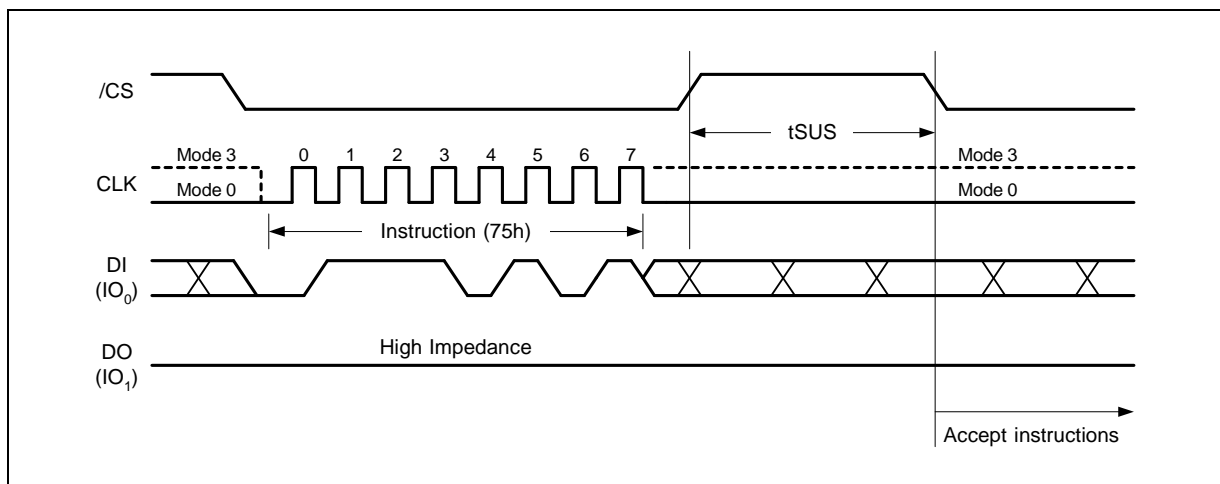 /CS
tSUS
Mode 3 0 1 2 3 4 5 6 7 Mode 3
CLK
Mode 0 Mode 0
Instruction (75h)
DI
(IO0)
High Impedance
DO
(IO1)
Accept instructions